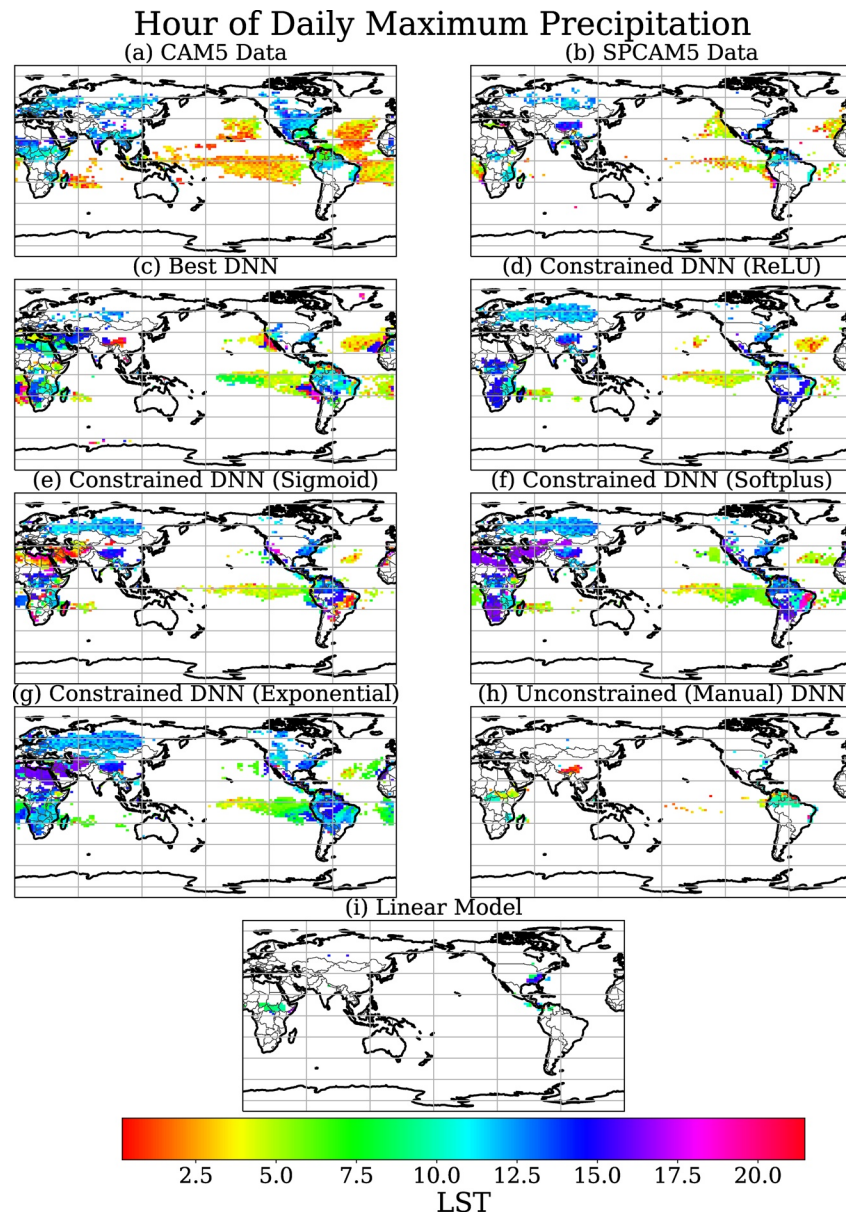 Hour of Daily Maximum Precipitation
(a) CAM5 Data
(b) SPCAM5 Data
(c) Best DNN
(d) Constrained DNN (ReLU)
(e) Constrained DNN (Sigmoid)
(f) Constrained DNN (Softplus)
(g) Constrained DNN (Exponential)
(h) Unconstrained (Manual) DNN
(i) Linear Model
2.5 5.0 7.5 10.0 12.5 15.0 17.5 20.0
LST